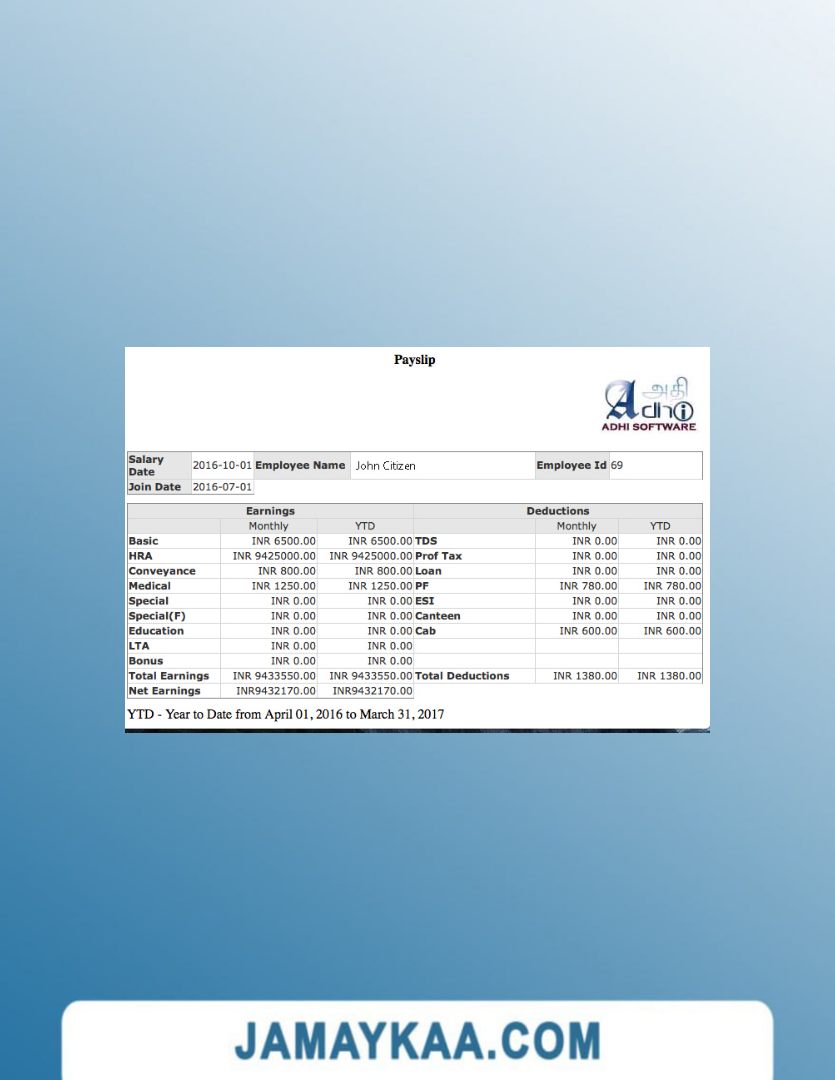 Payslip
அதி
Adhi
ADHI SOFTWARE
Salary Date 2016-10-01 Employee Name John Citizen Employee Id 69
Join Date 2016-07-01
Earnings Deductions
Monthly YTD Monthly YTD
Basic INR 6500.00 INR 6500.00 TDS INR 0.00 INR 0.00
HRA INR 9425000.00 INR 9425000.00 Prof Tax INR 0.00 INR 0.00
Conveyance INR 800.00 INR 800.00 Loan INR 0.00 INR 0.00
Medical INR 1250.00 INR 1250.00 PF INR 780.00 INR 780.00
Special INR 0.00 INR 0.00 ESI INR 0.00 INR 0.00
Special(F) INR 0.00 INR 0.00 Canteen INR 0.00 INR 0.00
Education INR 0.00 INR 0.00 Cab INR 600.00 INR 600.00
LTA INR 0.00 INR 0.00
Bonus INR 0.00 INR 0.00
Total Earnings INR 9433550.00 INR 9433550.00 Total Deductions INR 1380.00 INR 1380.00
Net Earnings INR9432170.00 INR9432170.00
YTD - Year to Date from April 01, 2016 to March 31, 2017
JAMAYKAA.COM